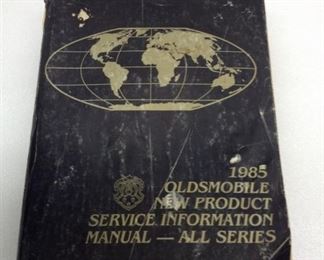 1985
OLDSMOBILE
NEW PRODUCT
SERVICE INFORMATION
MANUAL — ALL SERIES